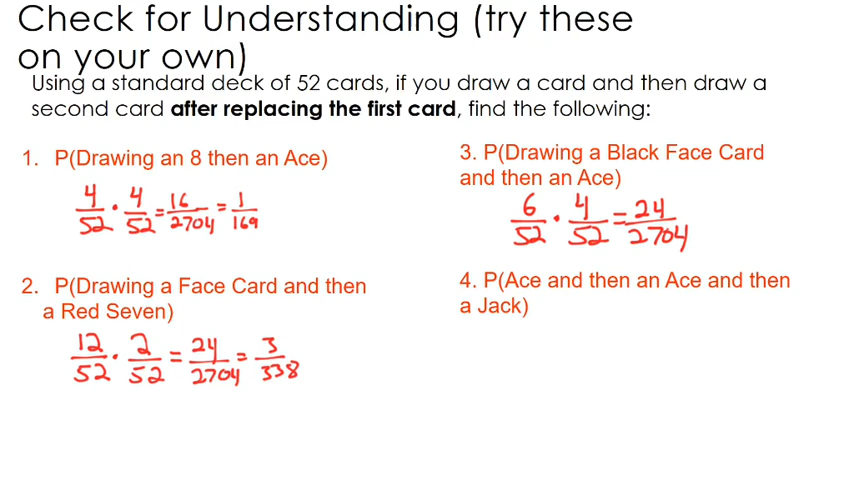 Check for Understanding (try these
on your own)
Using a standard deck of 52 cards, if you draw a card and then draw a
second card after replacing the first card, find the following:
1. P(Drawing an 8 then an Ace)
4/52 · 4/52 = 16/2704 = 1/169
2. P(Drawing a Face Card and then
a Red Seven)
12/52 · 2/52 = 24/2704 = 3/338
3. P(Drawing a Black Face Card
and then an Ace)
6/52 · 4/52 = 24/2704
4. P(Ace and then an Ace and then
a Jack)